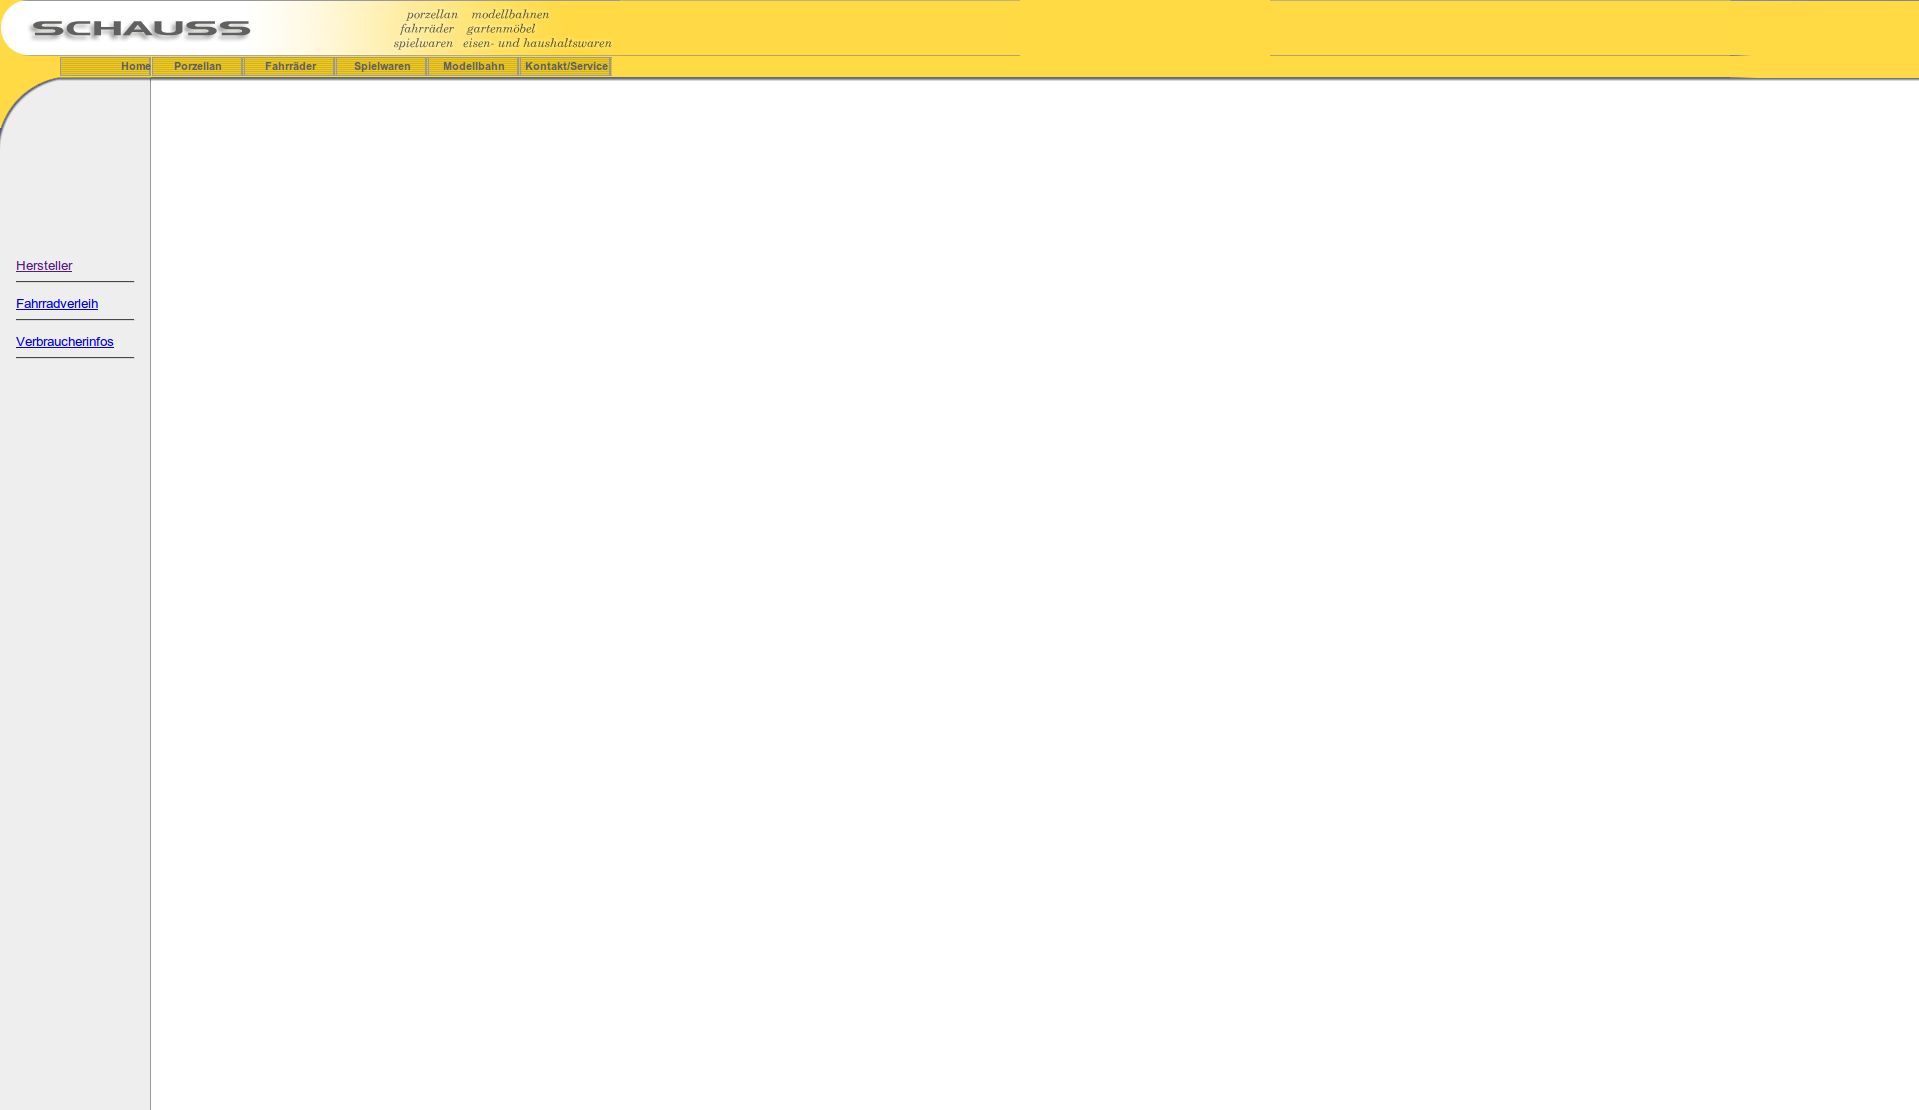 SCHAUSS
porzellan modellbahnen
fahrräder gartenmöbel
spielwaren eisen- und haushaltswaren
Home Porzellan Fahrräder Spielwaren Modellbahn Kontakt/Service
Hersteller
Fahrradverleih
Verbraucherinfos